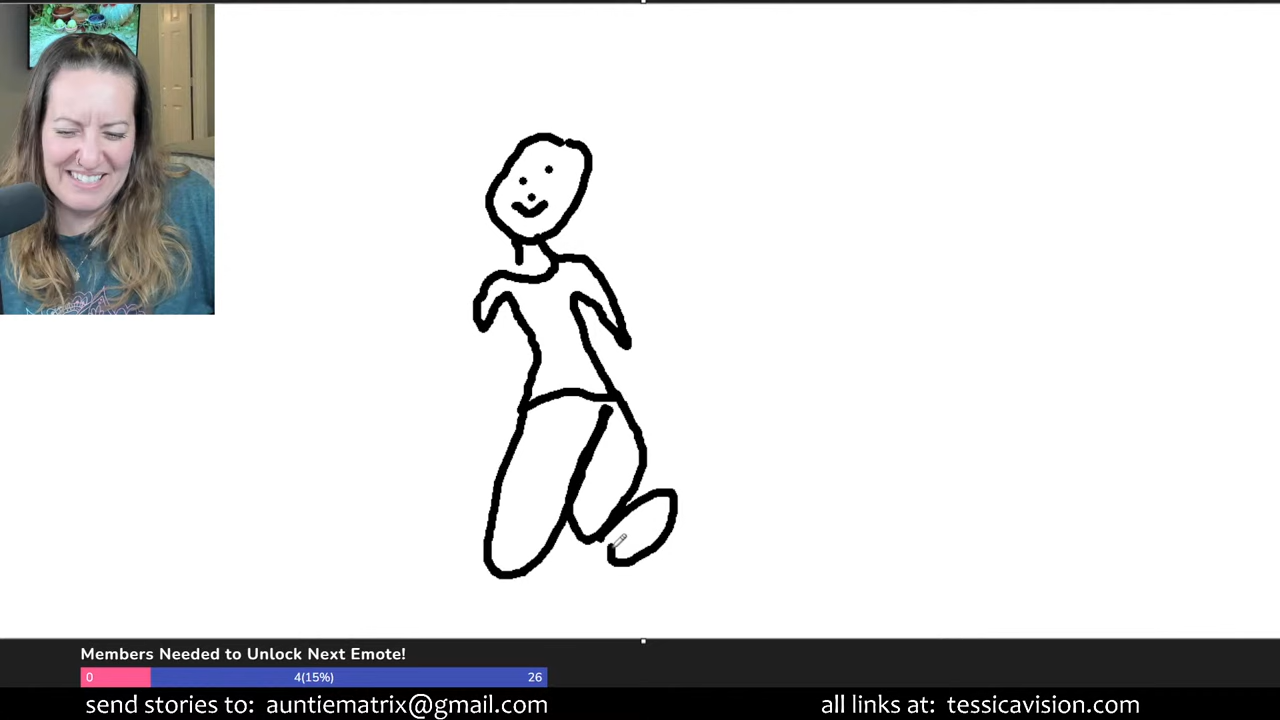 Members Needed to Unlock Next Emote!
0 4(15%) 26
send stories to: auntiematrix@gmail.com all links at: tessicavision.com